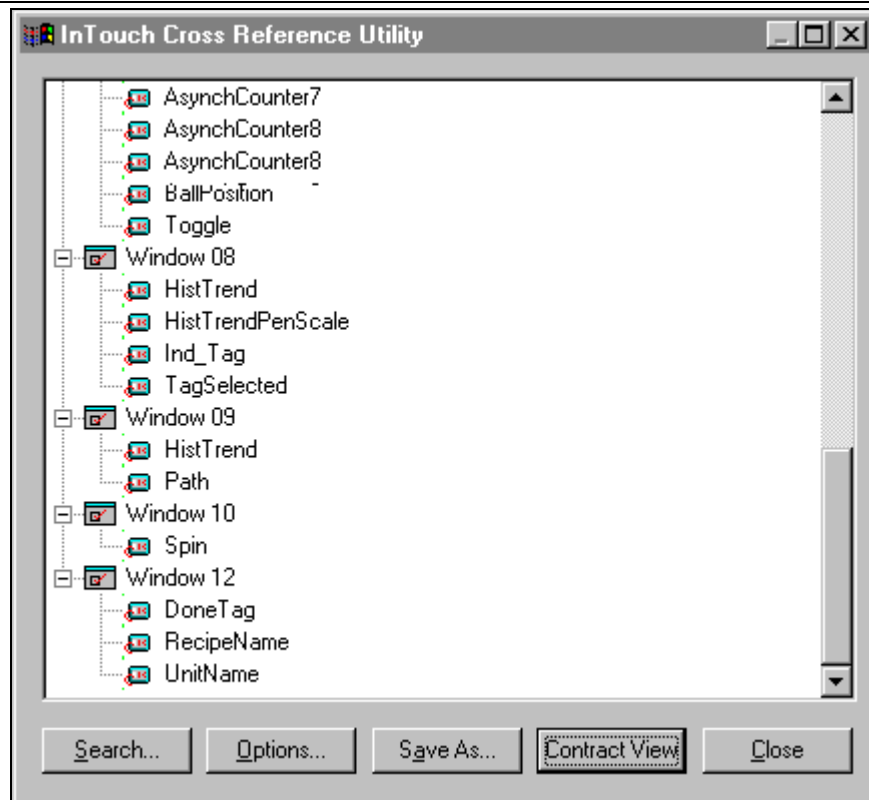 InTouch Cross Reference Utility
AsynchCounter7
AsynchCounter8
AsynchCounter8
BallPosition
Toggle
Window 08
HistTrend
HistTrendPenScale
Ind_Tag
TagSelected
Window 09
HistTrend
Path
Window 10
Spin
Window 12
DoneTag
RecipeName
UnitName
Search... Options... Save As... Contract View Close